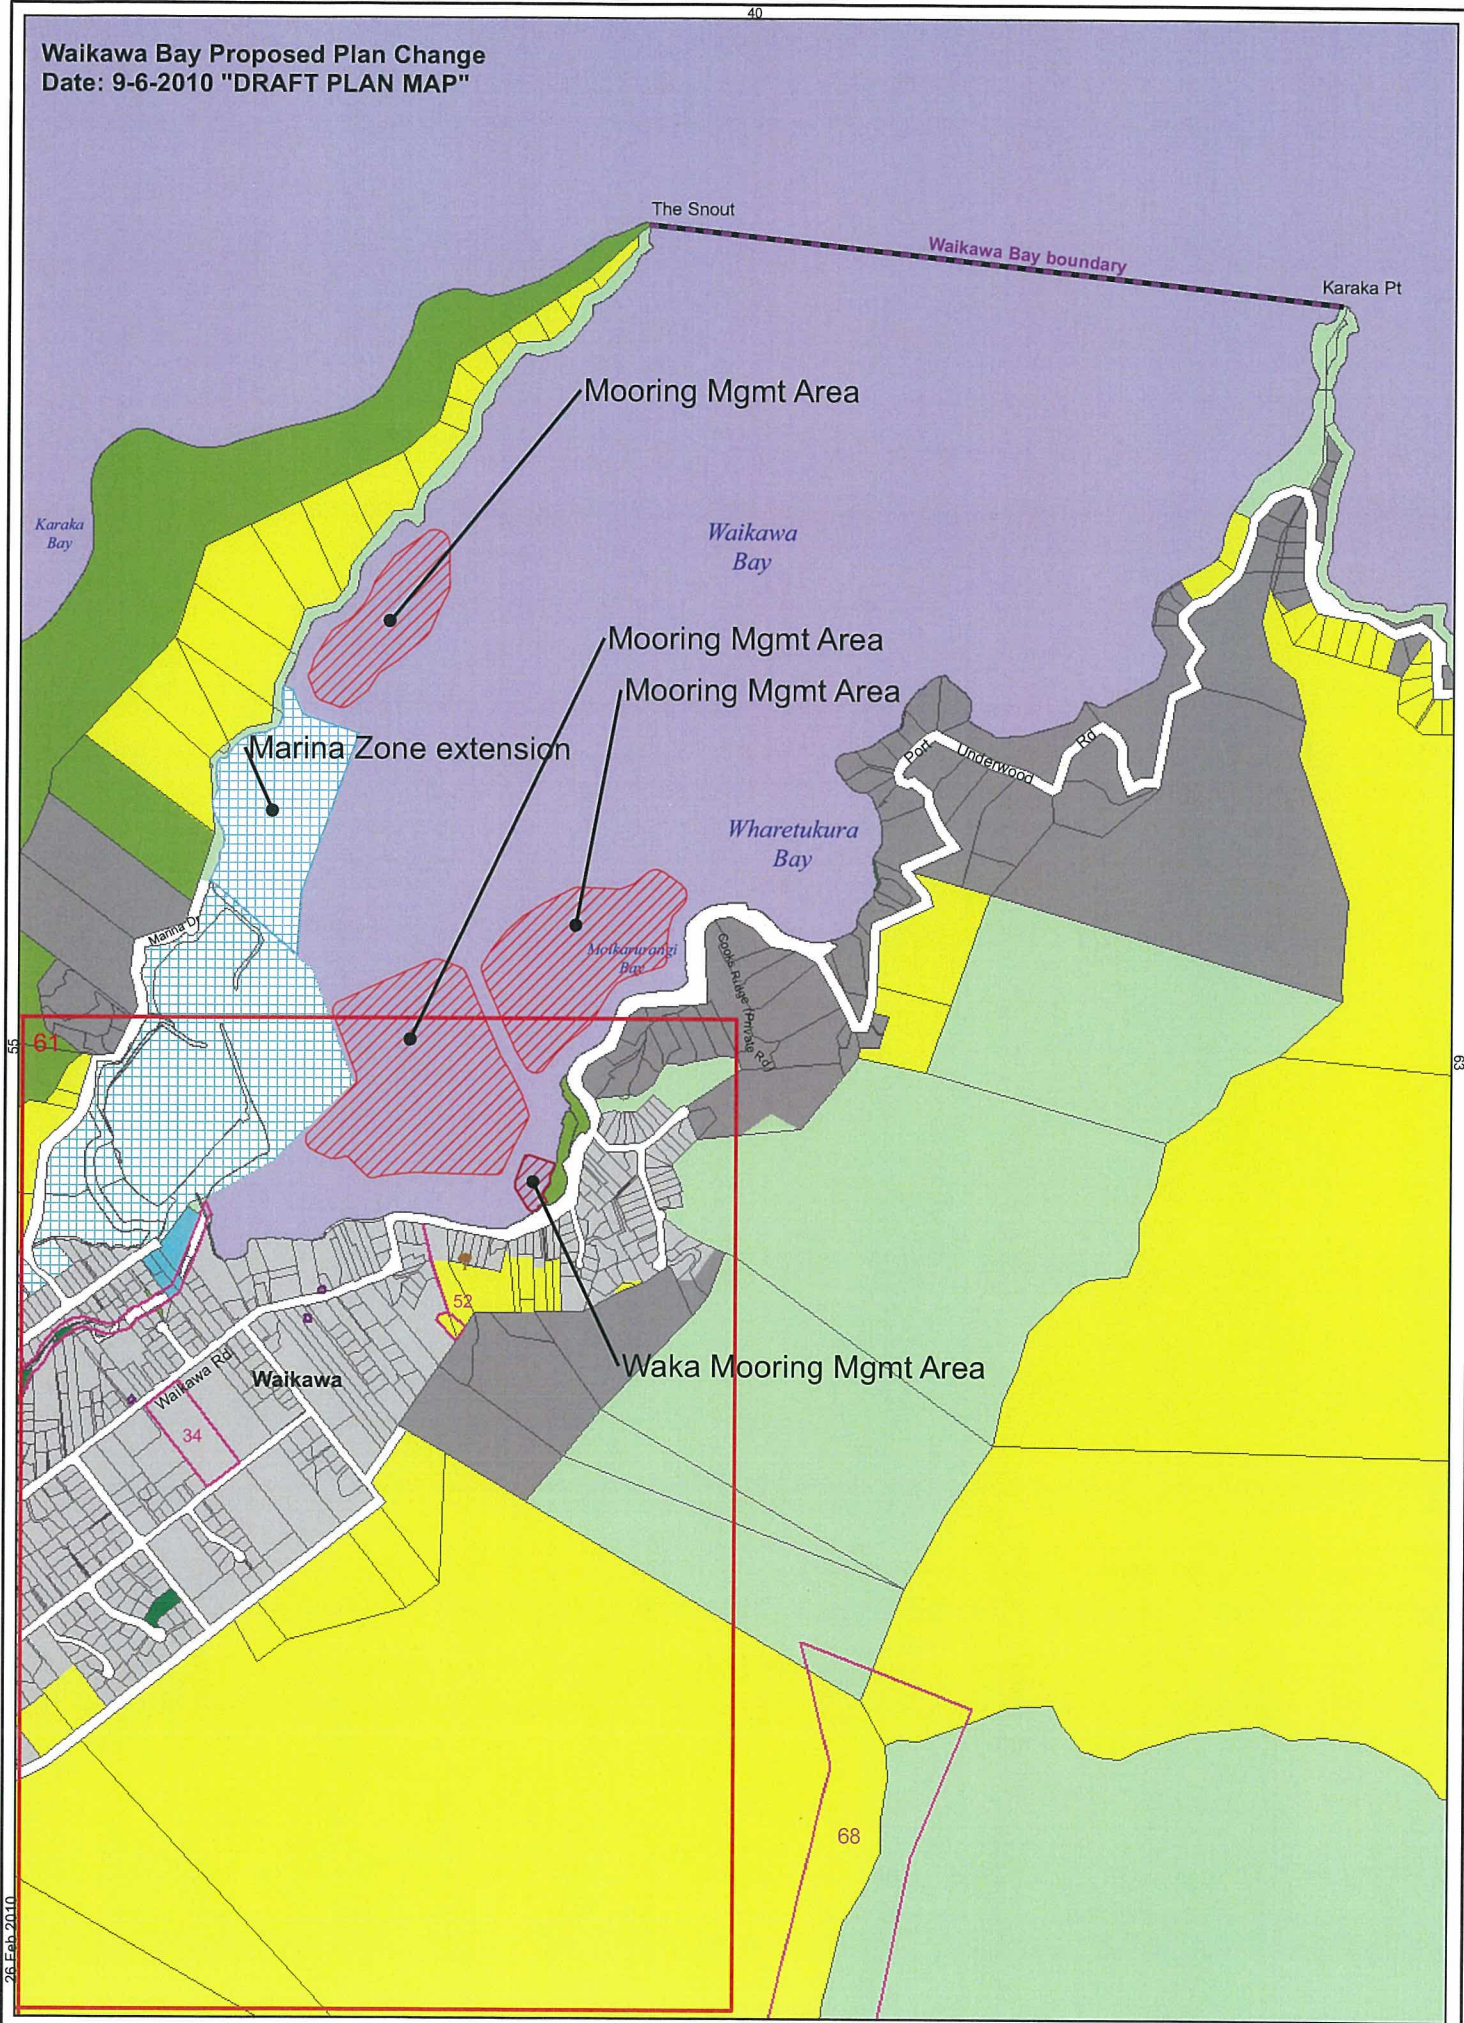 40
Waikawa Bay Proposed Plan Change
Date: 9-6-2010 "DRAFT PLAN MAP"
The Snout
Waikawa Bay boundary
Karaka Pt
Mooring Mgmt Area
Karaka
Bay
Waikawa
Bay
Mooring Mgmt Area
Mooring Mgmt Area
Marina Zone extension
Port
Underwood
Rd
Wharetukura
Bay
Marina Dr
Moikarurangi
Bay
Cooks Ridge (Private Rd)
55
61
63
52
Waka Mooring Mgmt Area
Waikawa Rd
Waikawa
34
68
26 Feb 2010